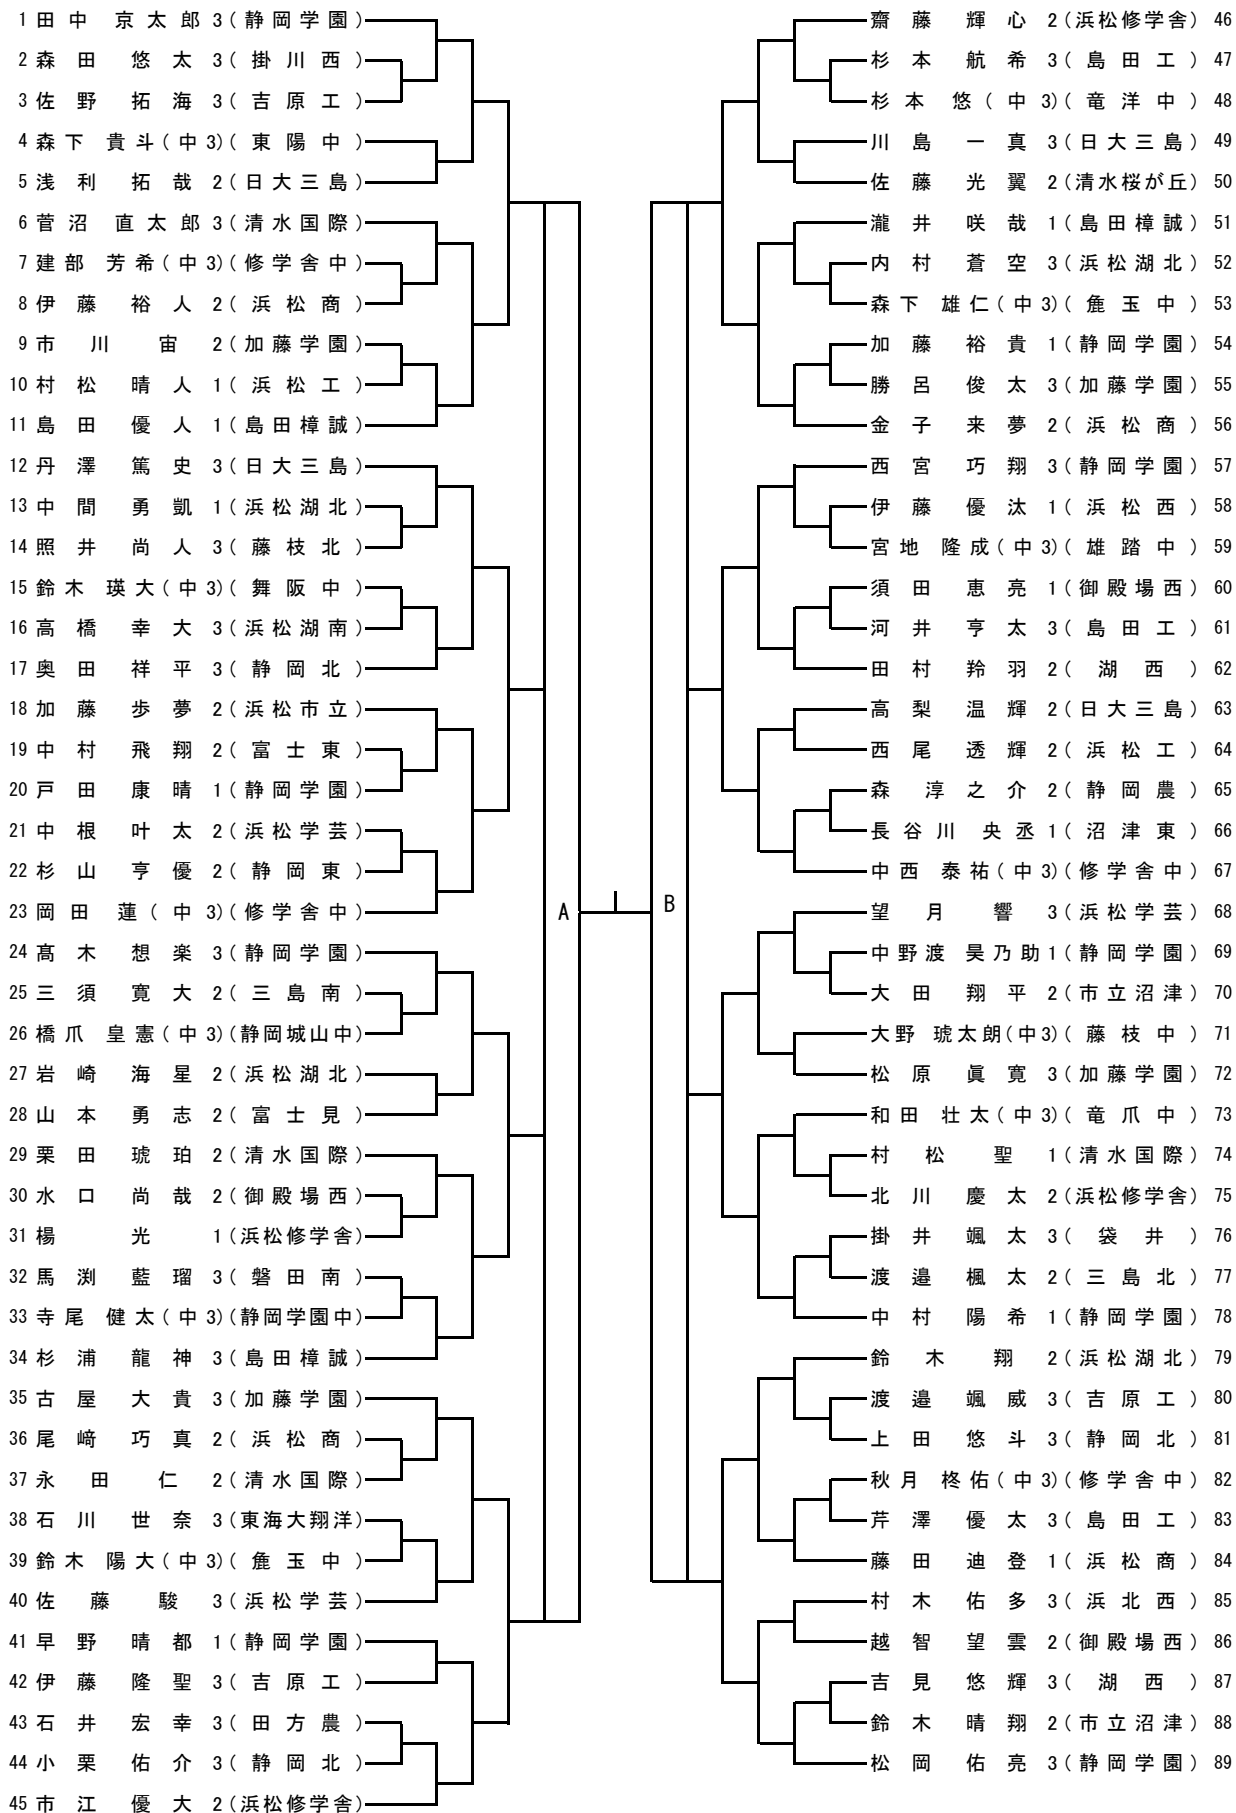 1 田中 京太郎 3 (静岡学園)
2 森田 悠太 3 (掛川西)
3 佐野 拓海 3 (吉原工)
4 森下 貴斗 (中3) (東陽中)
5 浅利 拓哉 2 (日大三島)
6 菅沼 直太郎 3 (清水国際)
7 建部 芳希 (中3) (修学舎中)
8 伊藤 裕人 2 (浜松商)
9 市川 宙 2 (加藤学園)
10 村松 晴人 1 (浜松工)
11 島田 優人 1 (島田樟誠)
12 丹澤 篤史 3 (日大三島)
13 中間 勇凱 1 (浜松湖北)
14 照井 尚人 3 (藤枝北)
15 鈴木 瑛大 (中3) (舞阪中)
16 高橋 幸大 3 (浜松湖南)
17 奥田 祥平 3 (静岡北)
18 加藤 歩夢 2 (浜松市立)
19 中村 飛翔 2 (富士東)
20 戸田 康晴 1 (静岡学園)
21 中根 叶太 2 (浜松学芸)
22 杉山 亨優 2 (静岡東)
23 岡田 蓮 (中3) (修学舎中)
24 髙木 想楽 3 (静岡学園)
25 三須 寛大 2 (三島南)
26 橋爪 皇憲 (中3) (静岡城山中)
27 岩崎 海星 2 (浜松湖北)
28 山本 勇志 2 (富士見)
29 栗田 琥珀 2 (清水国際)
30 水口 尚哉 2 (御殿場西)
31 楊 光 1 (浜松修学舎)
32 馬渕 藍瑠 3 (磐田南)
33 寺尾 健太 (中3) (静岡学園中)
34 杉浦 龍神 3 (島田樟誠)
35 古屋 大貴 3 (加藤学園)
36 尾﨑 巧真 2 (浜松商)
37 永田 仁 2 (清水国際)
38 石川 世奈 3 (東海大翔洋)
39 鈴木 陽大 (中3) (麁玉中)
40 佐藤 駿 3 (浜松学芸)
41 早野 晴都 1 (静岡学園)
42 伊藤 隆聖 3 (吉原工)
43 石井 宏幸 3 (田方農)
44 小栗 佑介 3 (静岡北)
45 市江 優大 2 (浜松修学舎)
A
B
齋藤 輝心 2 (浜松修学舎) 46
杉本 航希 3 (島田工) 47
杉本 悠 (中3) (竜洋中) 48
川島 一真 3 (日大三島) 49
佐藤 光翼 2 (清水桜が丘) 50
瀧井 咲哉 1 (島田樟誠) 51
内村 蒼空 3 (浜松湖北) 52
森下 雄仁 (中3) (麁玉中) 53
加藤 裕貴 1 (静岡学園) 54
勝呂 俊太 3 (加藤学園) 55
金子 来夢 2 (浜松商) 56
西宮 巧翔 3 (静岡学園) 57
伊藤 優汰 1 (浜松西) 58
宮地 隆成 (中3) (雄踏中) 59
須田 恵亮 1 (御殿場西) 60
河井 亨太 3 (島田工) 61
田村 羚羽 2 (湖西) 62
高梨 温輝 2 (日大三島) 63
西尾 透輝 2 (浜松工) 64
森 淳之介 2 (静岡農) 65
長谷川 央丞 1 (沼津東) 66
中西 泰祐 (中3) (修学舎中) 67
望月 響 3 (浜松学芸) 68
中野渡 昊乃助 1 (静岡学園) 69
大田 翔平 2 (市立沼津) 70
大野 琥太朗 (中3) (藤枝中) 71
松原 眞寛 3 (加藤学園) 72
和田 壮太 (中3) (竜爪中) 73
村松 聖 1 (清水国際) 74
北川 慶太 2 (浜松修学舎) 75
掛井 颯太 3 (袋井) 76
渡邉 楓太 2 (三島北) 77
中村 陽希 1 (静岡学園) 78
鈴木 翔 2 (浜松湖北) 79
渡邉 颯威 3 (吉原工) 80
上田 悠斗 3 (静岡北) 81
秋月 柊佑 (中3) (修学舎中) 82
芹澤 優太 3 (島田工) 83
藤田 迪登 1 (浜松商) 84
村木 佑多 3 (浜北西) 85
越智 望雲 2 (御殿場西) 86
吉見 悠輝 3 (湖西) 87
鈴木 晴翔 2 (市立沼津) 88
松岡 佑亮 3 (静岡学園) 89